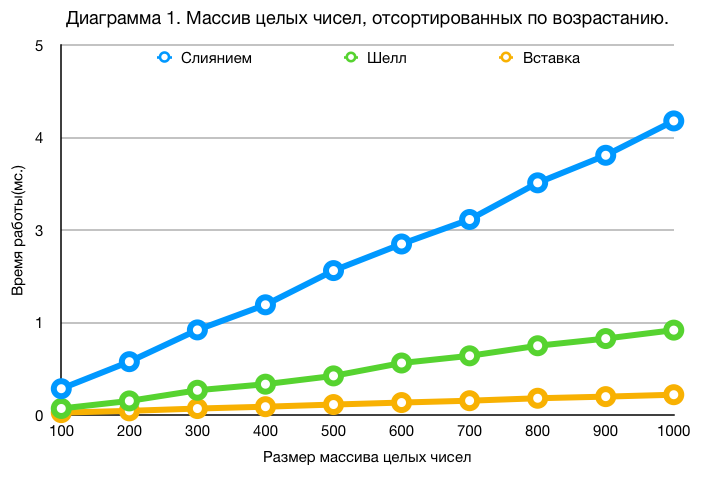 Диаграмма 1. Массив целых чисел, отсортированных по возрастанию.
5
Слиянием
Шелл
Вставка
4
3
1
0
Время работы(мс.)
100 200 300 400 500 600 700 800 900 1000
Размер массива целых чисел